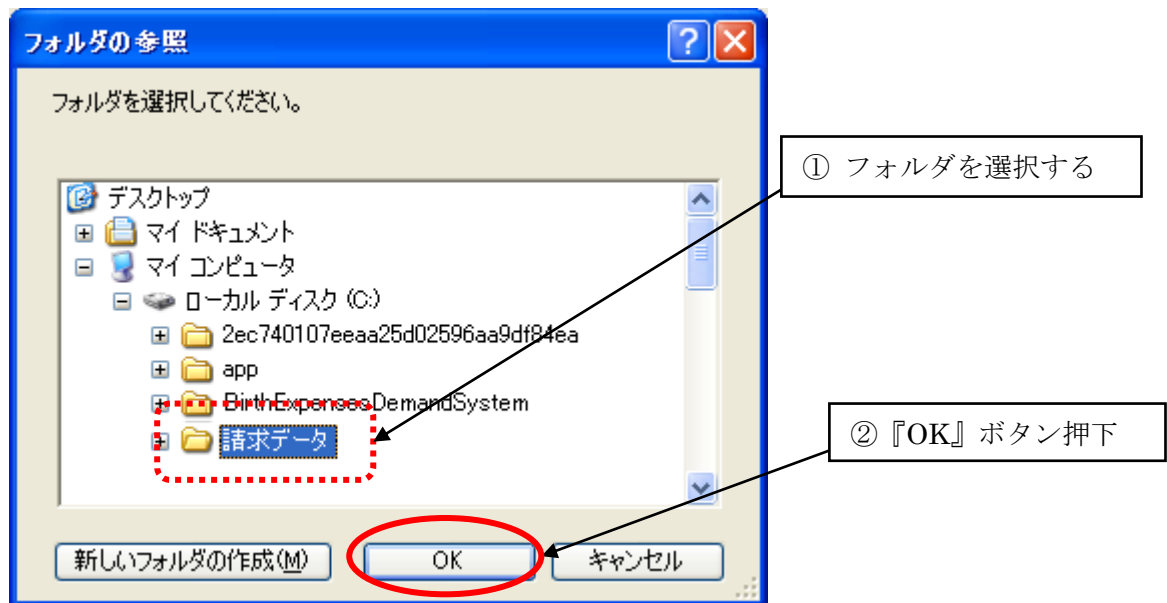 フォルダの参照
フォルダを選択してください。
① フォルダを選択する
デスクトップ
マイ ドキュメント
マイ コンピュータ
ローカル ディスク (C:)
2ec740107eeaa25d02596aa9df84ea
app
BirthExpensesDemandSystem
請求データ
②『OK』ボタン押下
新しいフォルダの作成(M)
OK
キャンセル